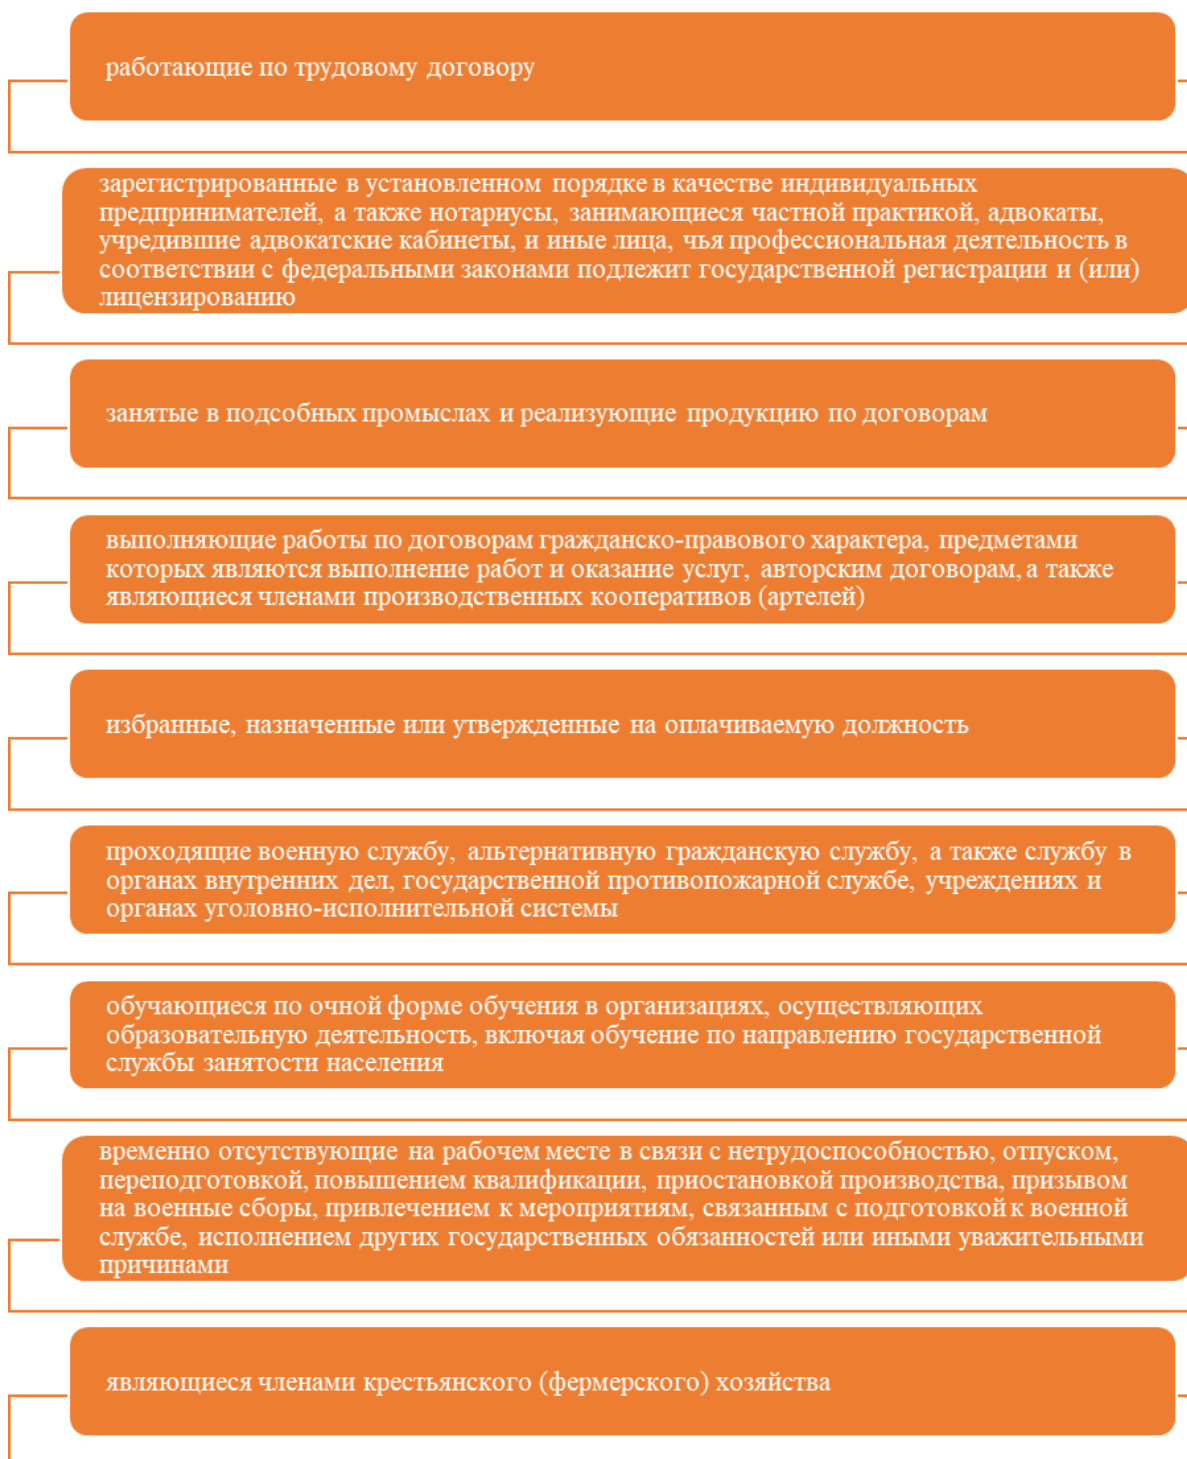 работающие по трудовому договору
зарегистрированные в установленном порядке в качестве индивидуальных
предпринимателей, а также нотариусы, занимающиеся частной практикой, адвокаты,
учредившие адвокатские кабинеты, и иные лица, чья профессиональная деятельность в
соответствии с федеральными законами подлежит государственной регистрации и (или)
лицензированию
занятые в подсобных промыслах и реализующие продукцию по договорам
выполняющие работы по договорам гражданско-правового характера, предметами
которых являются выполнение работ и оказание услуг, авторским договорам, а также
являющиеся членами производственных кооперативов (артелей)
избранные, назначенные или утвержденные на оплачиваемую должность
проходящие военную службу, альтернативную гражданскую службу, а также службу в
органах внутренних дел, государственной противопожарной службе, учреждениях и
органах уголовно-исполнительной системы
обучающиеся по очной форме обучения в организациях, осуществляющих
образовательную деятельность, включая обучение по направлению государственной
службы занятости населения
временно отсутствующие на рабочем месте в связи с нетрудоспособностью, отпуском,
переподготовкой, повышением квалификации, приостановкой производства, призывом
на военные сборы, привлечением к мероприятиям, связанным с подготовкой к военной
службе, исполнением других государственных обязанностей или иными уважительными
причинами
являющиеся членами крестьянского (фермерского) хозяйства